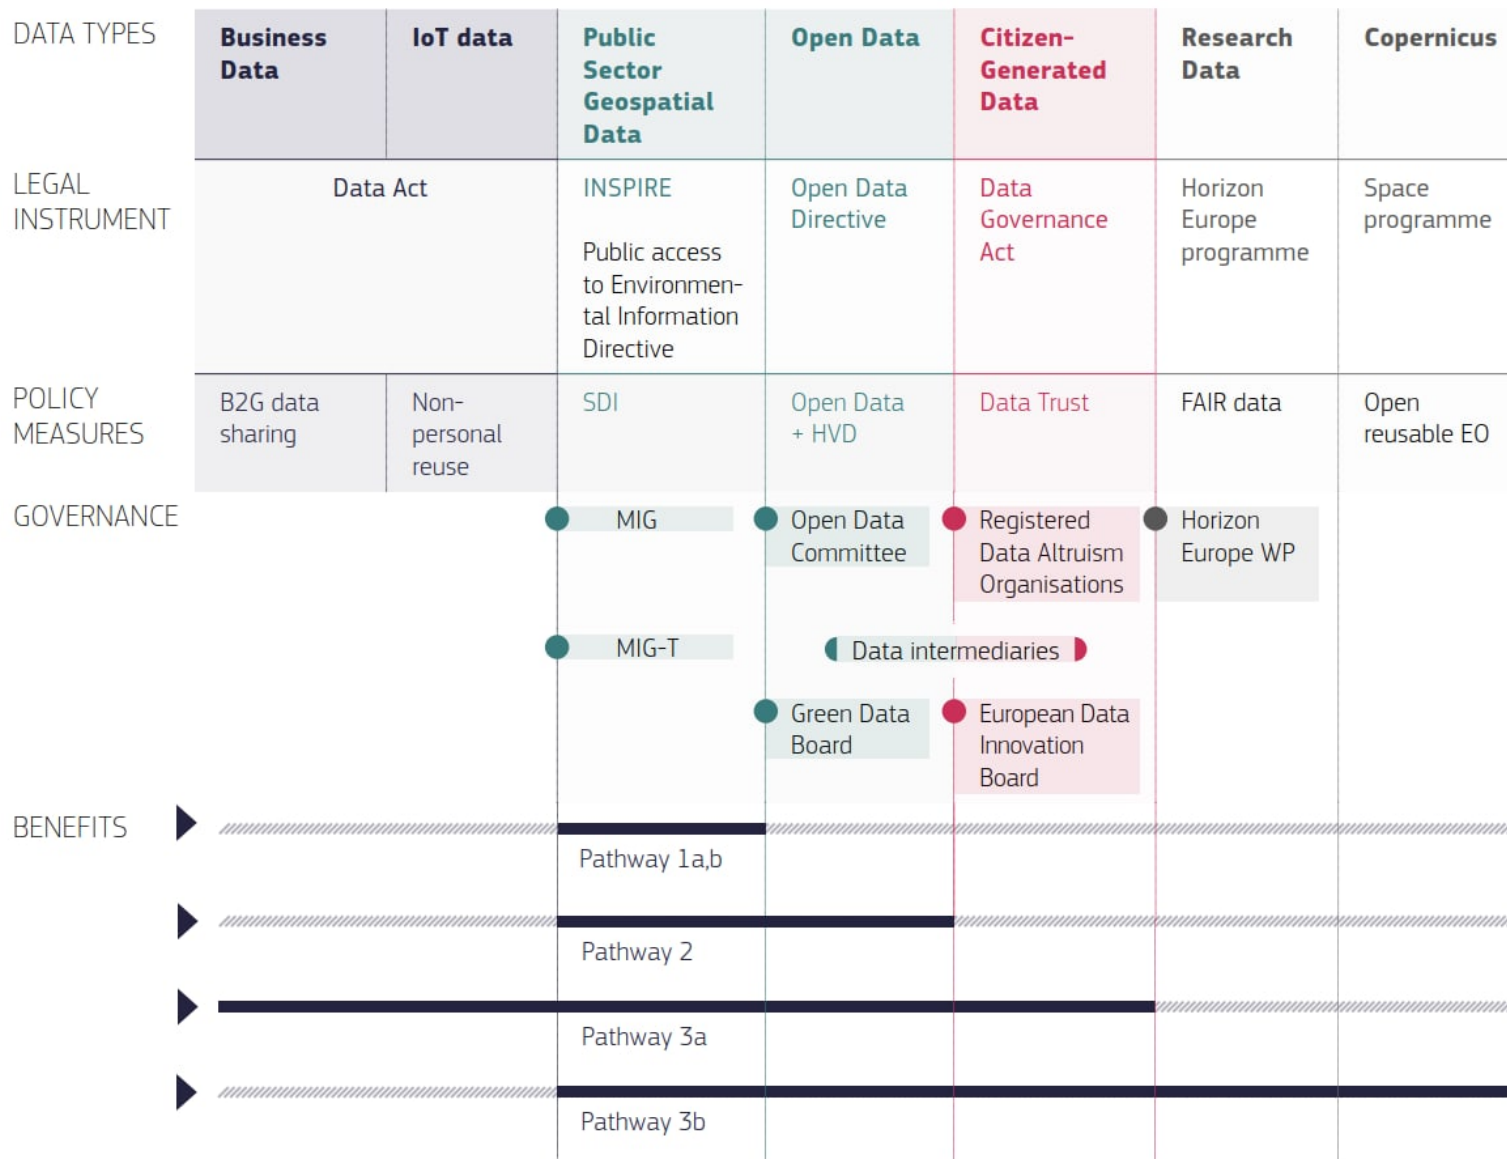 DATA TYPES
Business
Data
IoT data
Public
Sector
Geospatial
Data
Open Data
Citizen-
Generated
Data
Research
Data
Copernicus
LEGAL
INSTRUMENT
Data Act
INSPIRE
Public access
to Environmen-
tal Information
Directive
Open Data
Directive
Data
Governance
Act
Horizon
Europe
programme
Space
programme
POLICY
MEASURES
B2G data
sharing
Non-
personal
reuse
SDI
Open Data
+ HVD
Data Trust
FAIR data
Open
reusable EO
GOVERNANCE
MIG
Open Data
Committee
Registered
Data Altruism
Organisations
Horizon
Europe WP
MIG-T
Data intermediaries
Green Data
Board
European Data
Innovation
Board
BENEFITS
Pathway 1a,b
Pathway 2
Pathway 3a
Pathway 3b